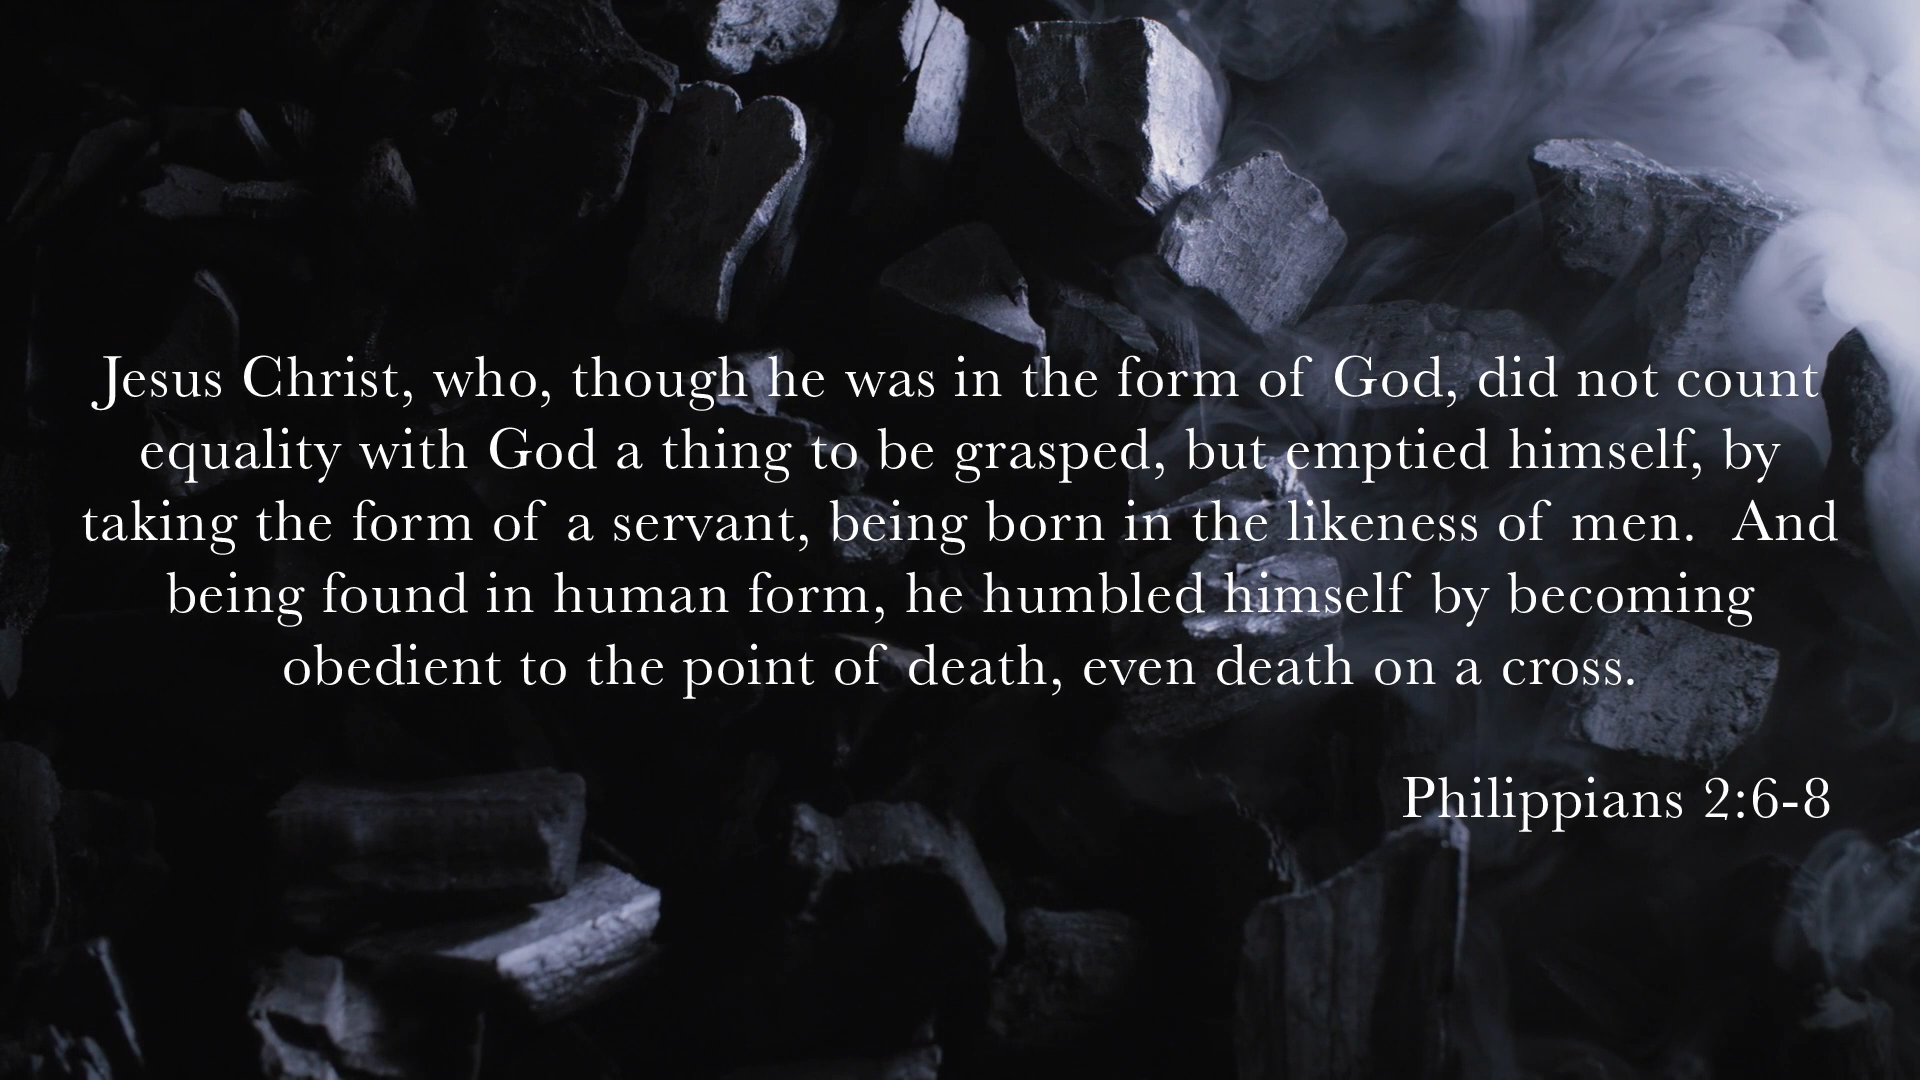 Jesus Christ, who, though he was in the form of God, did not count
equality with God a thing to be grasped, but emptied himself, by
taking the form of a servant, being born in the likeness of men.  And
being found in human form, he humbled himself by becoming
obedient to the point of death, even death on a cross.
Philippians 2:6-8